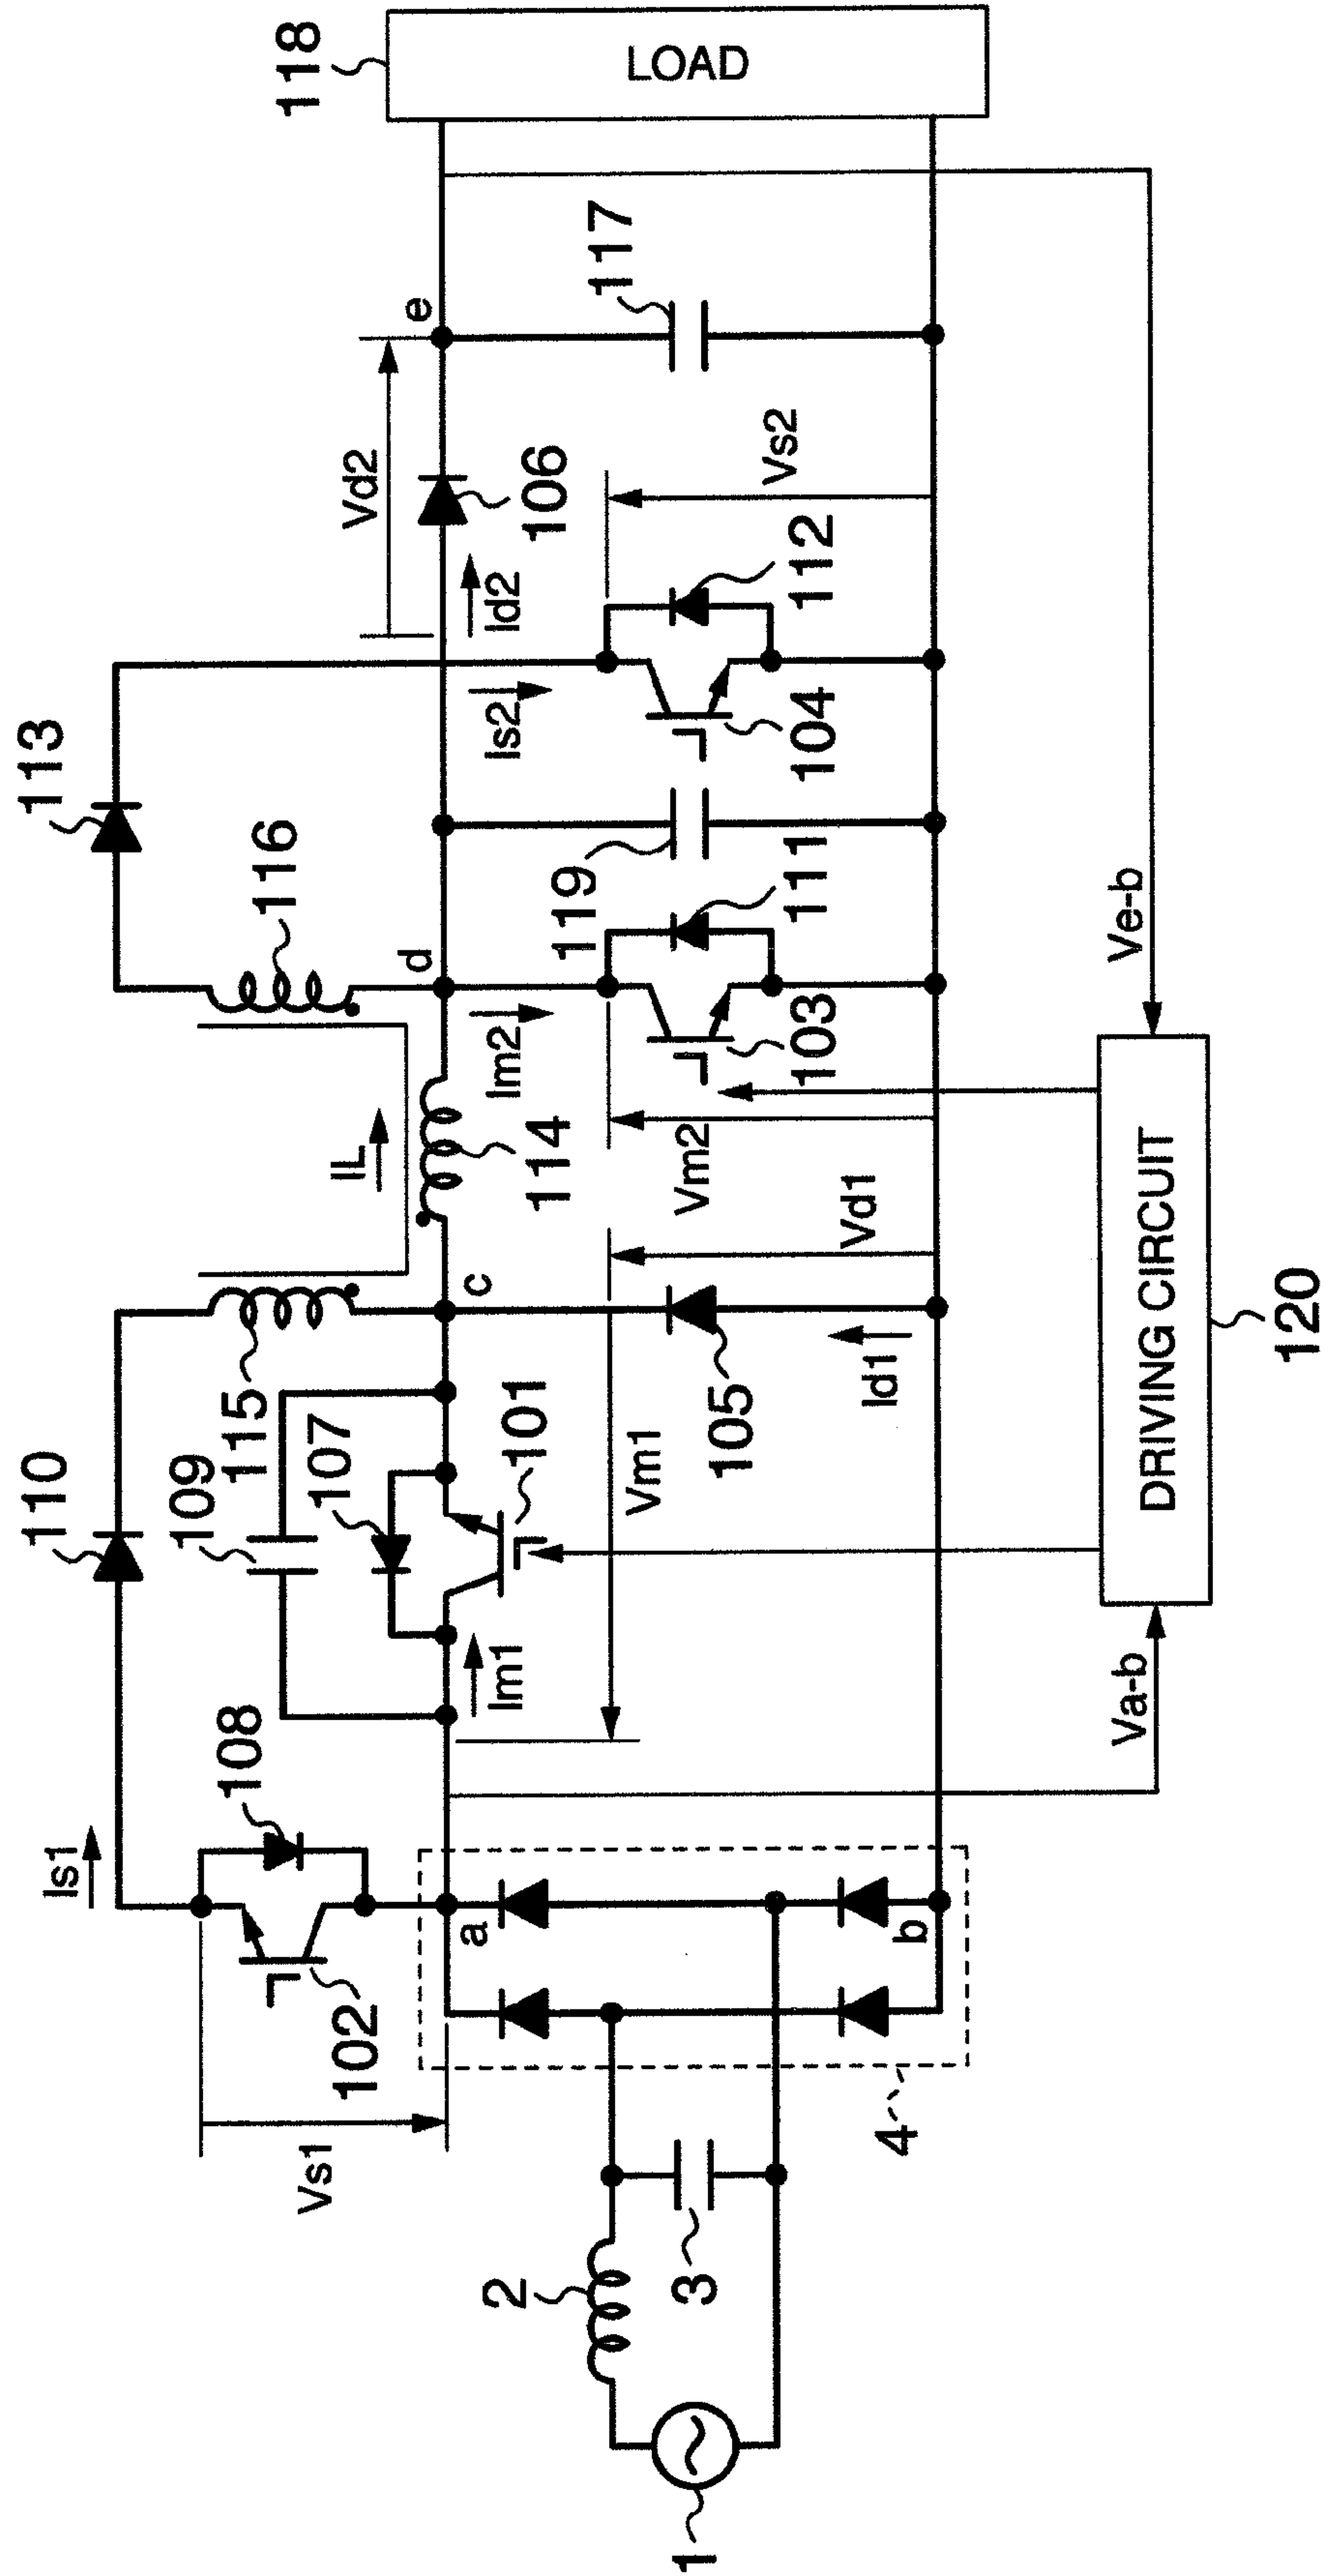 118
LOAD
113
116
d
Vd2
e
117
106
Id2
Is2
Vs2
112
104
119
111
Im2
103
Vm2
IL
114
110
109
115
107
101
c
Vd1
105
Id1
Vm1
Im1
Is1
108
102
Vs1
a
b
4
2
3
1
Va-b
Ve-b
DRIVING CIRCUIT
120